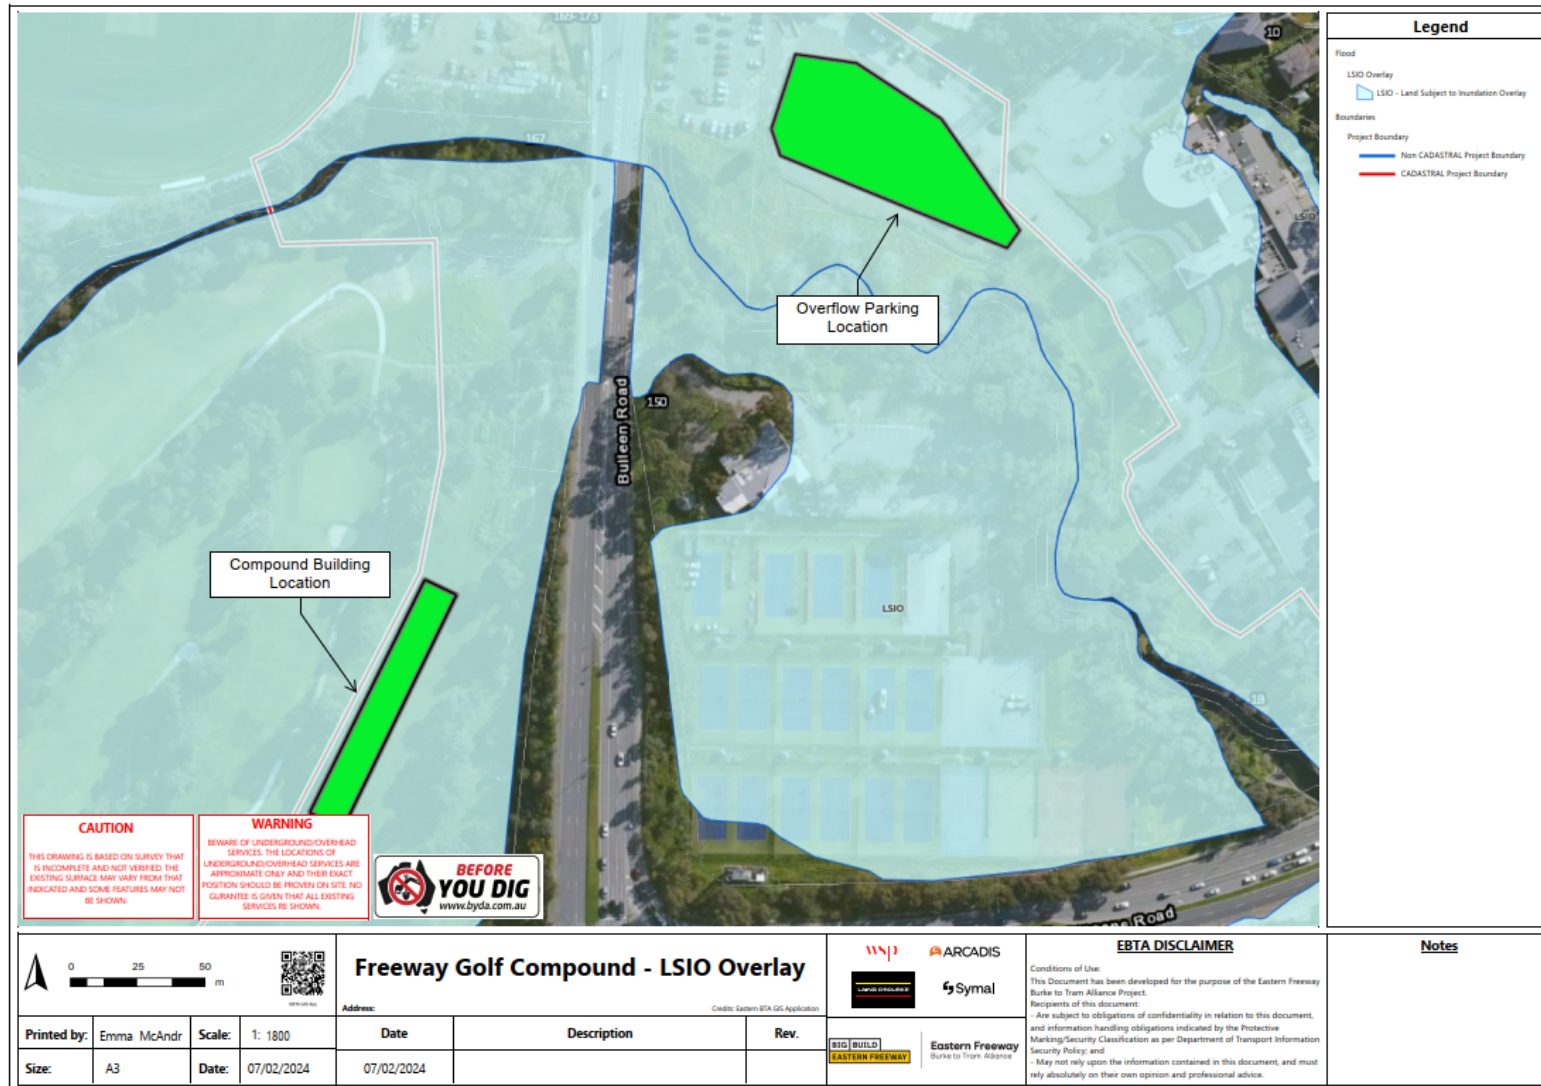 169-173
10
Legend
Flood
LSIO Overlay
LSIO - Land Subject to Inundation Overlay
Boundaries
Project Boundary
Non CADASTRAL Project Boundary
CADASTRAL Project Boundary
167
LSIO
Overflow Parking
Location
150
Bulleen Road
Compound Building
Location
LSIO
18
CAUTION
THIS DRAWING IS BASED ON SURVEY THAT
IS INCOMPLETE AND NOT VERIFIED. THE
EXISTING SURFACE MAY VARY FROM THAT
INDICATED AND SOME FEATURES MAY NOT
BE SHOWN.
WARNING
BEWARE OF UNDERGROUND/OVERHEAD
SERVICES. THE LOCATIONS OF
UNDERGROUND/OVERHEAD SERVICES ARE
APPROXIMATE ONLY AND THEIR EXACT
POSITION SHOULD BE PROVEN ON SITE. NO
GURANTEE IS GIVEN THAT ALL EXISTING
SERVICES RE SHOWN.
BEFORE
YOU DIG
www.byda.com.au
Road
0 25 50
m
Freeway Golf Compound - LSIO Overlay
Address:
Credits: Eastern BTA GIS Application
Printed by: Emma McAndr Scale: 1: 1800
Size: A3 Date: 07/02/2024
Date Description Rev.
07/02/2024
wsp
ARCADIS
LAING O'ROURKE
Symal
BIG BUILD
EASTERN FREEWAY
Eastern Freeway
Burke to Tram Alliance
EBTA DISCLAIMER
Conditions of Use:
This Document has been developed for the purpose of the Eastern Freeway
Burke to Tram Alliance Project.
Recipients of this document:
- Are subject to obligations of confidentiality in relation to this document,
and information handling obligations indicated by the Protective
Marking/Security Classification as per Department of Transport Information
Security Policy; and
- May not rely upon the information contained in this document, and must
rely absolutely on their own opinion and professional advice.
Notes